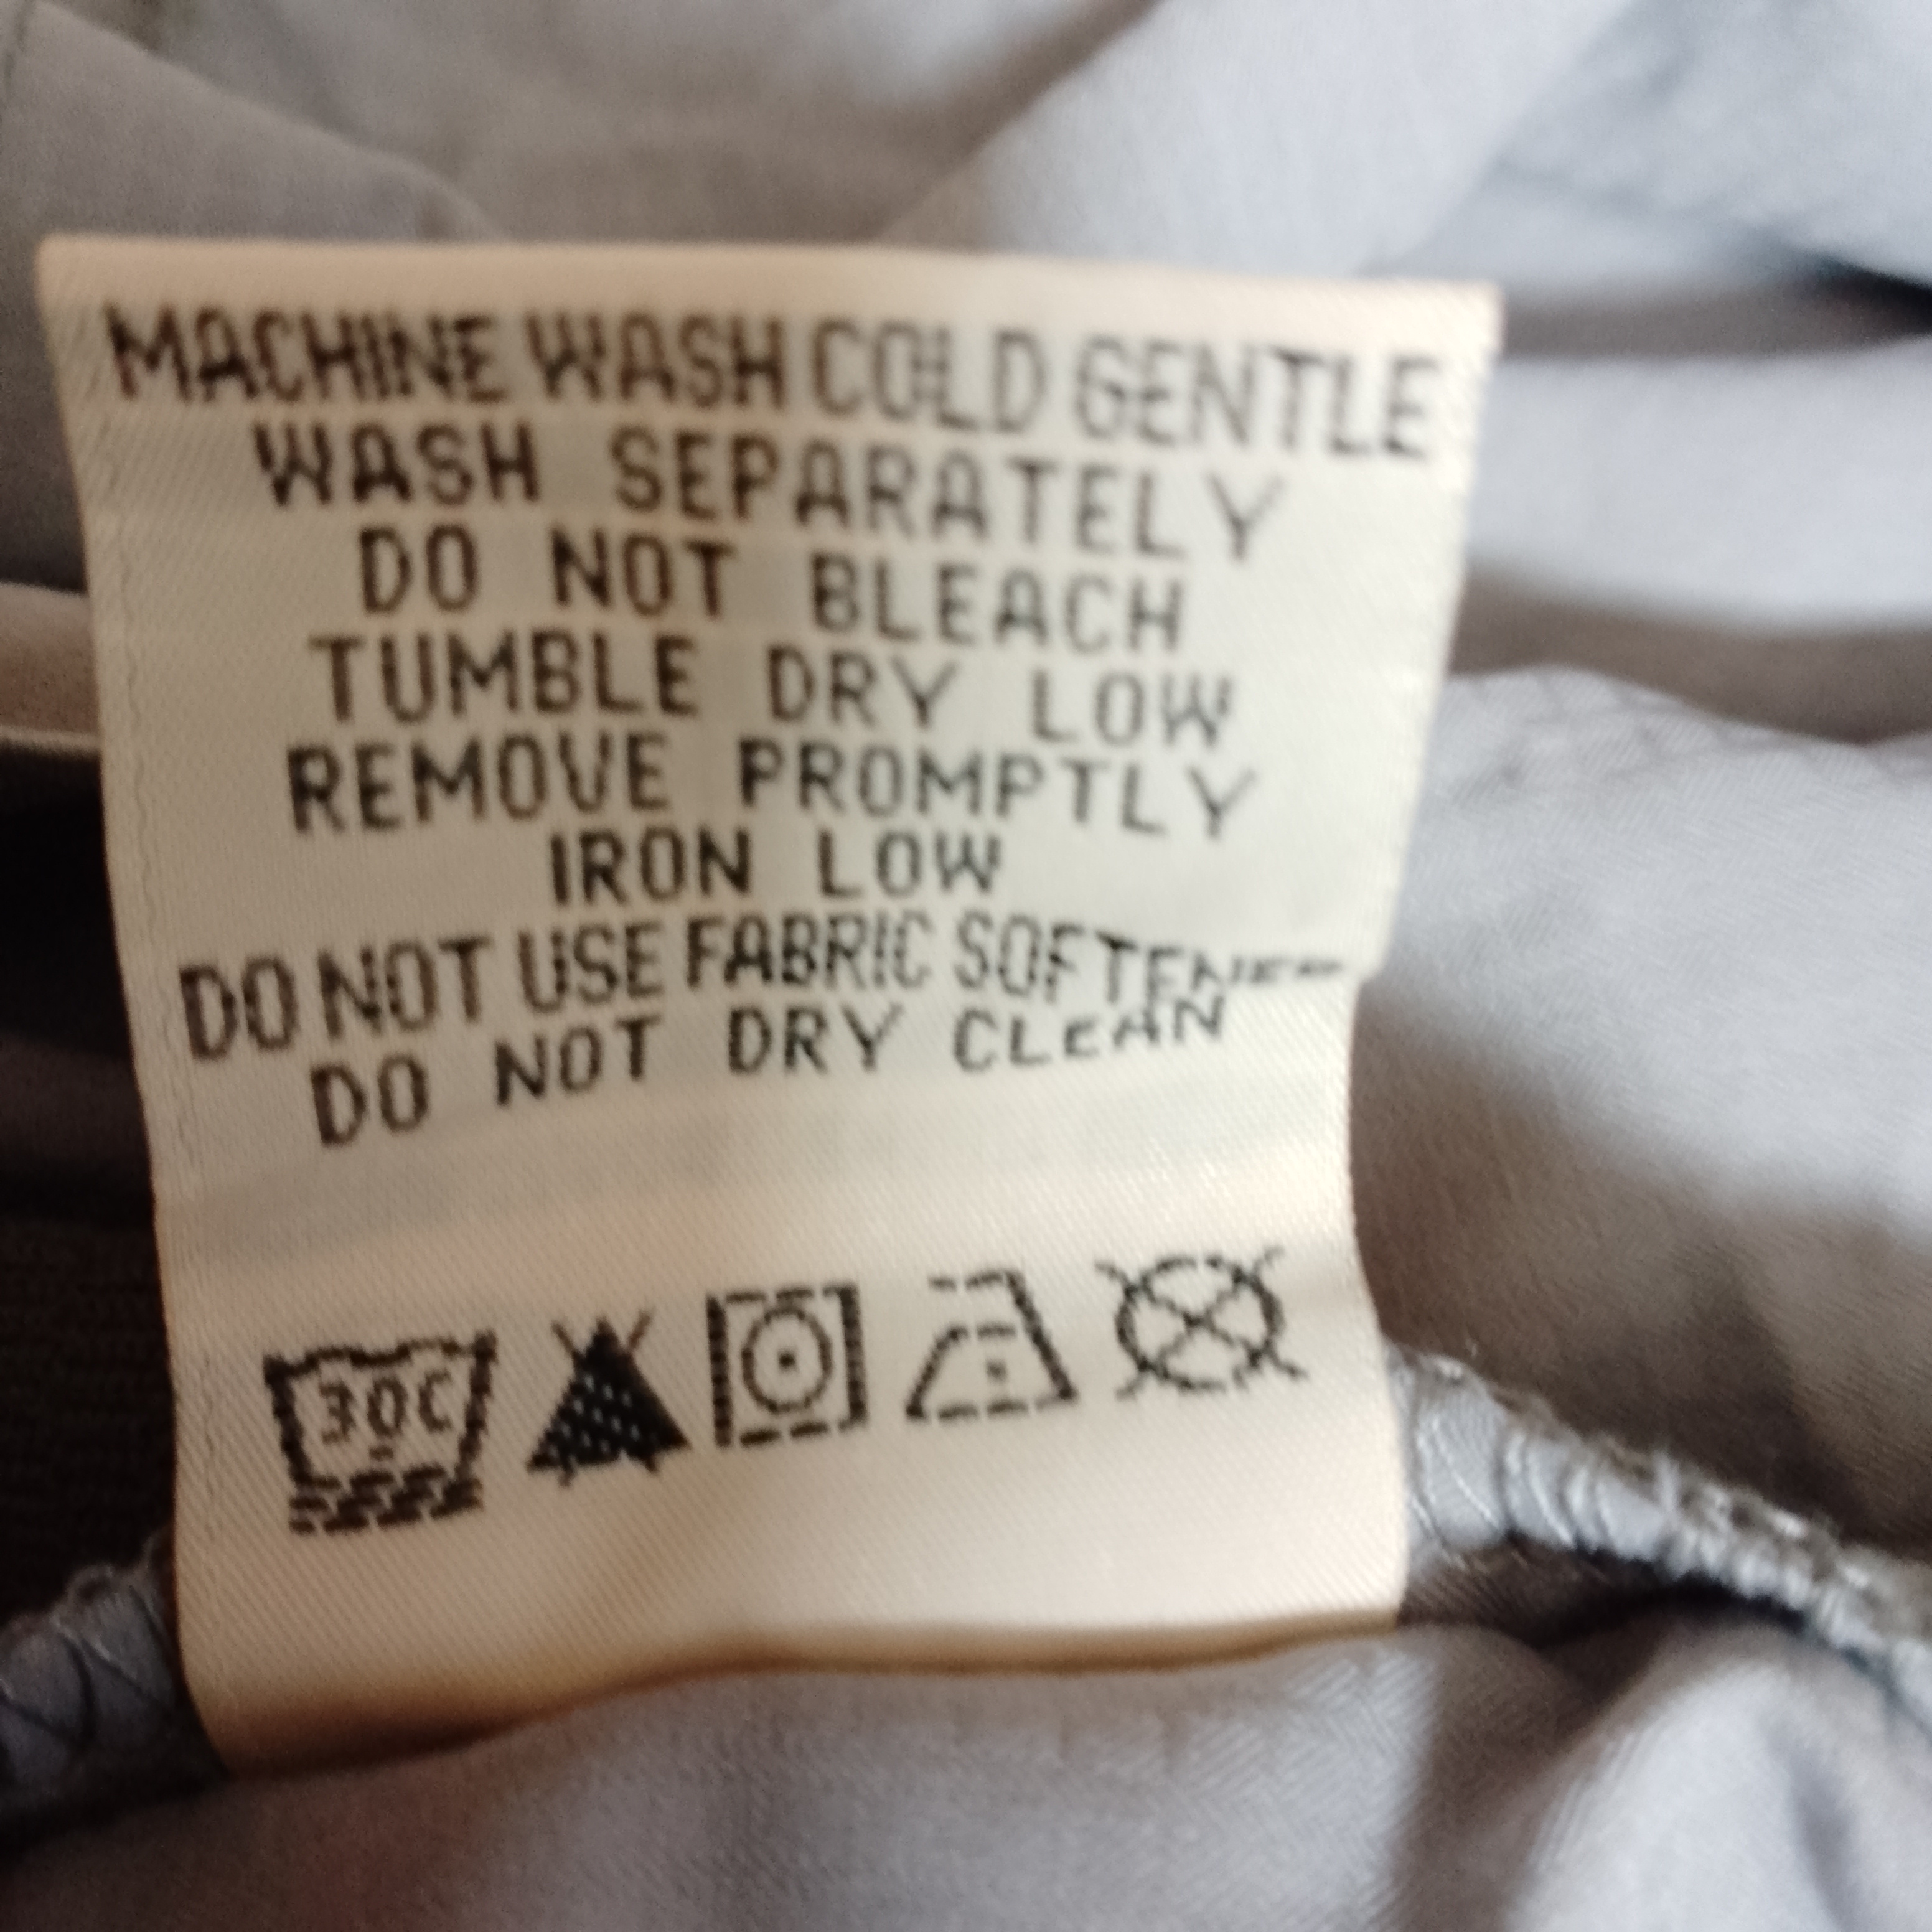 MACHINE WASH COLD GENTLE
WASH SEPARATELY
DO NOT BLEACH
TUMBLE DRY LOW
REMOVE PROMPTLY
IRON LOW
DO NOT USE FABRIC SOFTENER
DO NOT DRY CLEAN
30C